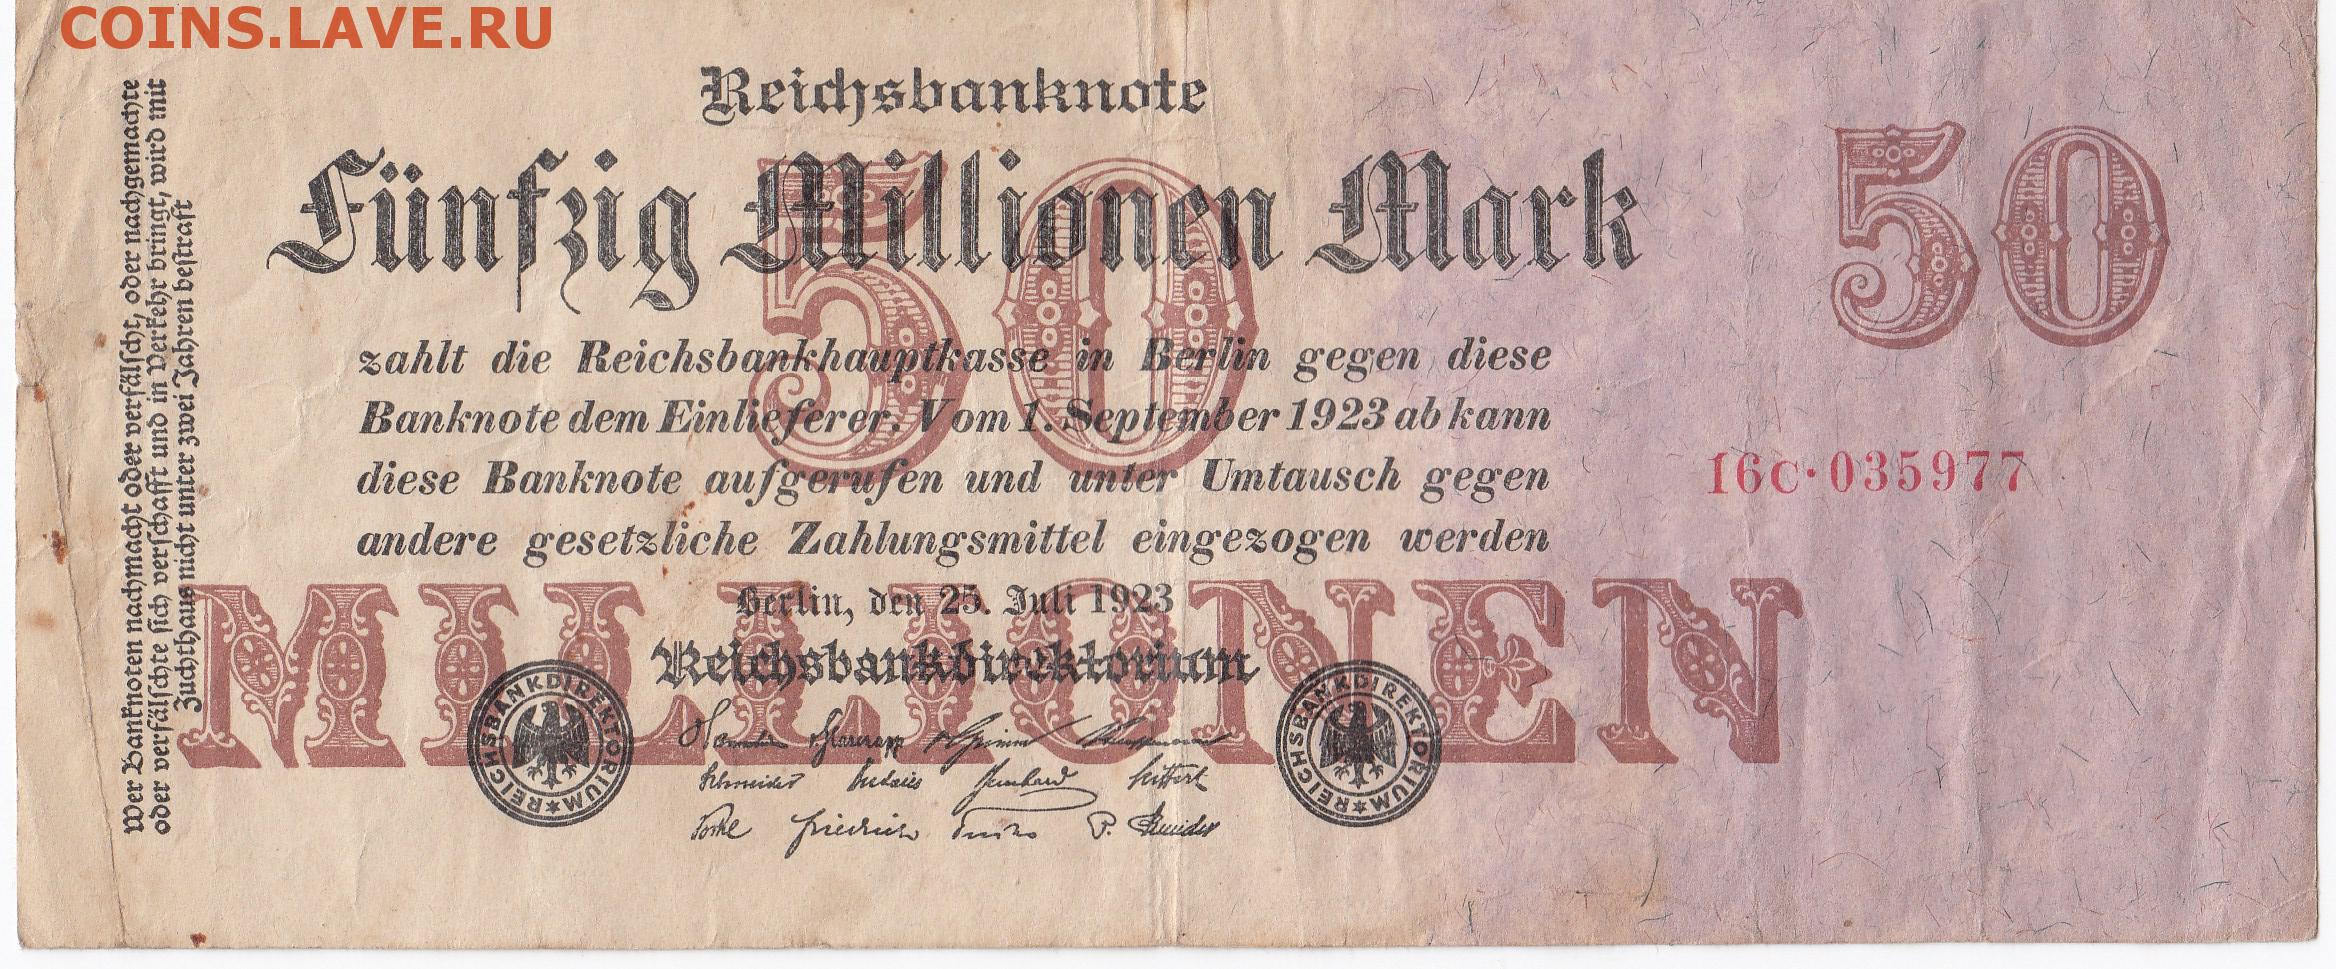 COINS.LAVE.RU
Reichsbanknote
Fünfzig Millionen Mark
50
50
zahlt die Reichsbankhauptkasse in Berlin gegen diese
Banknote dem Einlieferer. Vom 1. September 1923 ab kann
diese Banknote aufgerufen und unter Umtausch gegen
andere gesetzliche Zahlungsmittel eingezogen werden
16C·035977
MILLIONEN
Berlin, den 25. Juli 1923
Reichsbankdirektorium
REICHSBANKDIREKTORIUM
REICHSBANKDIREKTORIUM
Schneider
Friedrich
P. Schneider
Wer Banknoten nachmacht oder verfälscht, oder nachgemachte
oder verfälschte sich verschafft und in Verkehr bringt, wird mit
Zuchthaus nicht unter zwei Jahren bestraft